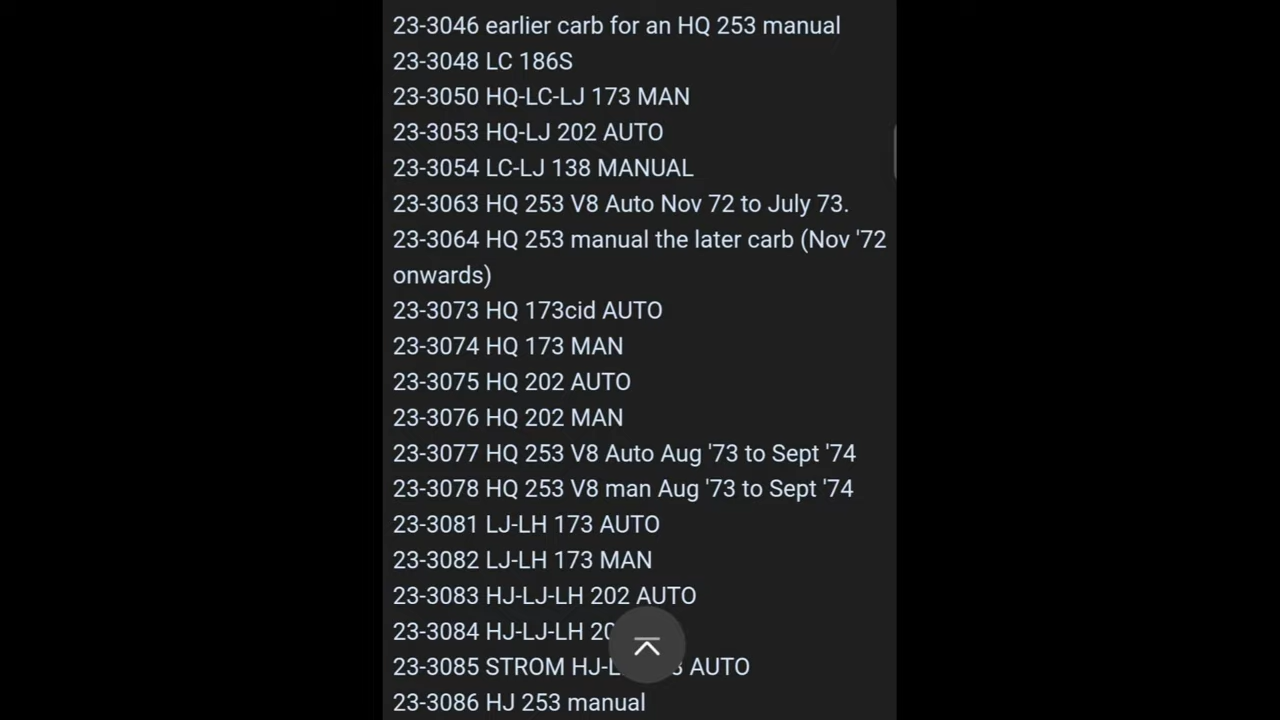 23-3046 earlier carb for an HQ 253 manual
23-3048 LC 186S
23-3050 HQ-LC-LJ 173 MAN
23-3053 HQ-LJ 202 AUTO
23-3054 LC-LJ 138 MANUAL
23-3063 HQ 253 V8 Auto Nov 72 to July 73.
23-3064 HQ 253 manual the later carb (Nov '72
onwards)
23-3073 HQ 173cid AUTO
23-3074 HQ 173 MAN
23-3075 HQ 202 AUTO
23-3076 HQ 202 MAN
23-3077 HQ 253 V8 Auto Aug '73 to Sept '74
23-3078 HQ 253 V8 man Aug '73 to Sept '74
23-3081 LJ-LH 173 AUTO
23-3082 LJ-LH 173 MAN
23-3083 HJ-LJ-LH 202 AUTO
23-3084 HJ-LJ-LH
23-3085 STROM AUTO
23-3086 HJ 253 manual